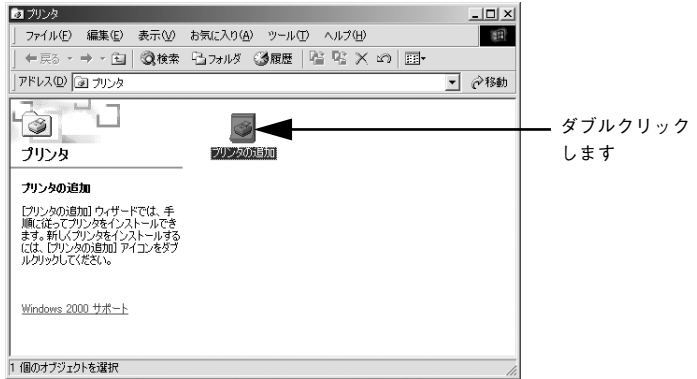 プリンタ
ファイル(F) 編集(E) 表示(V) お気に入り(A) ツール(T) ヘルプ(H)
戻る 検索 フォルダ 履歴
アドレス(D) プリンタ 移動
プリンタ
プリンタの追加
プリンタの追加
[プリンタの追加] ウィザードでは、手
順に従ってプリンタをインストールでき
ます。新しくプリンタをインストールする
には、[プリンタの追加] アイコンをダブ
ルクリックしてください。
Windows 2000 サポート
1 個のオブジェクトを選択
ダブルクリック
します